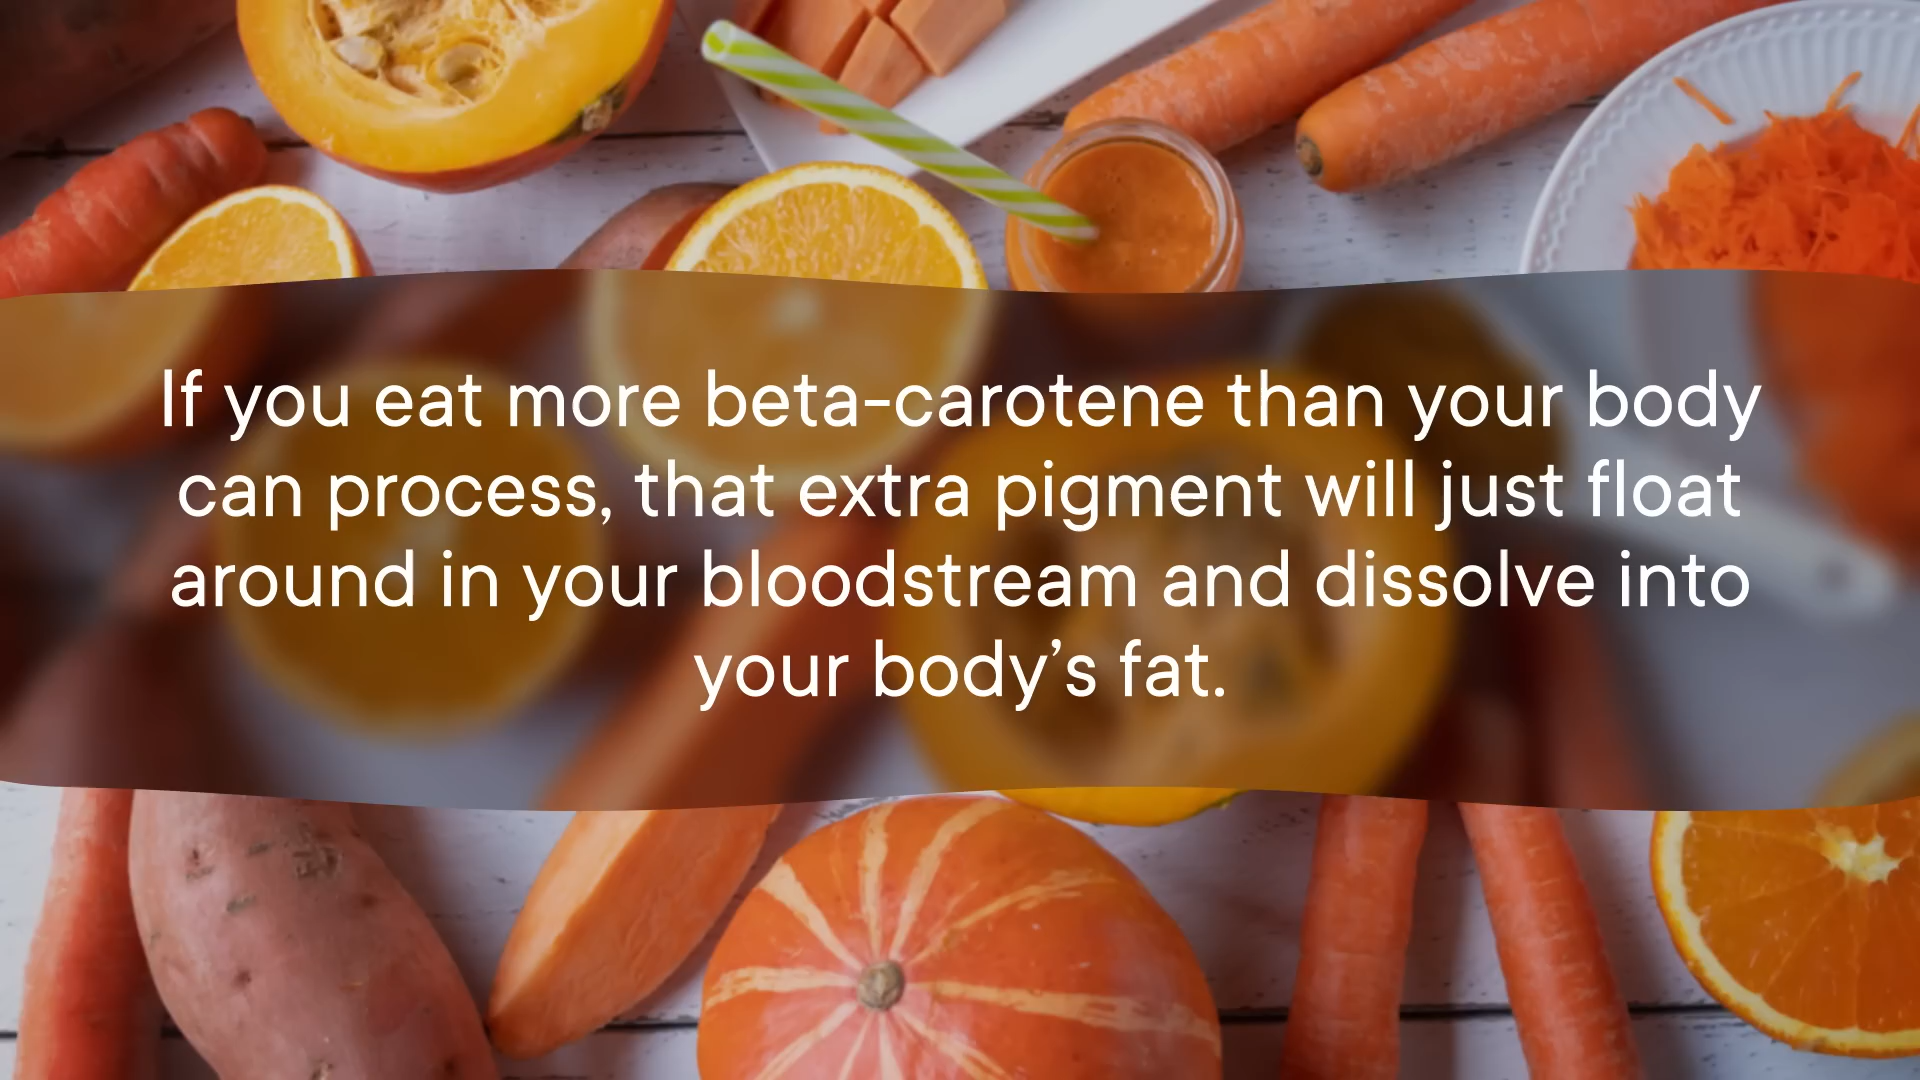 If you eat more beta-carotene than your body
can process, that extra pigment will just float
around in your bloodstream and dissolve into
your body’s fat.